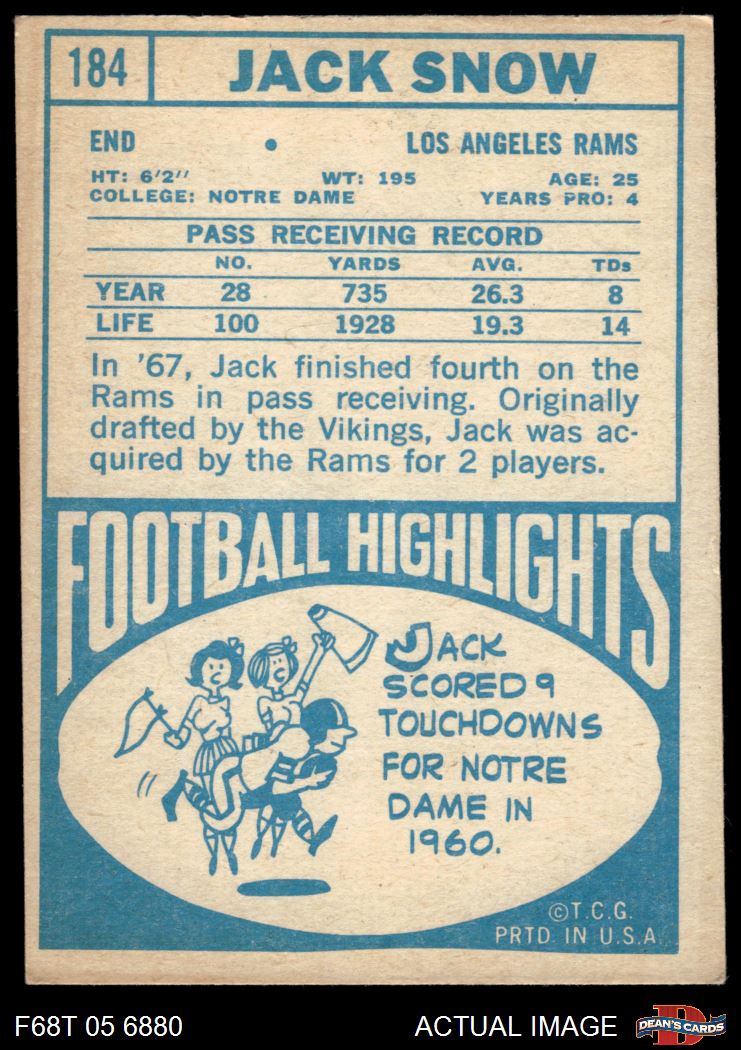 184 JACK SNOW
END • LOS ANGELES RAMS
HT: 6'2" WT: 195 AGE: 25
COLLEGE: NOTRE DAME YEARS PRO: 4
PASS RECEIVING RECORD
NO. YARDS AVG. TDs
YEAR 28 735 26.3 8
LIFE 100 1928 19.3 14
In '67, Jack finished fourth on the
Rams in pass receiving. Originally
drafted by the Vikings, Jack was ac-
quired by the Rams for 2 players.
FOOTBALL HIGHLIGHTS
JACK
SCORED 9
TOUCHDOWNS
FOR NOTRE
DAME IN
1960.
©T.C.G.
PRTD. IN U.S.A.
F68T 05 6880 ACTUAL IMAGE D DEAN'S CARDS